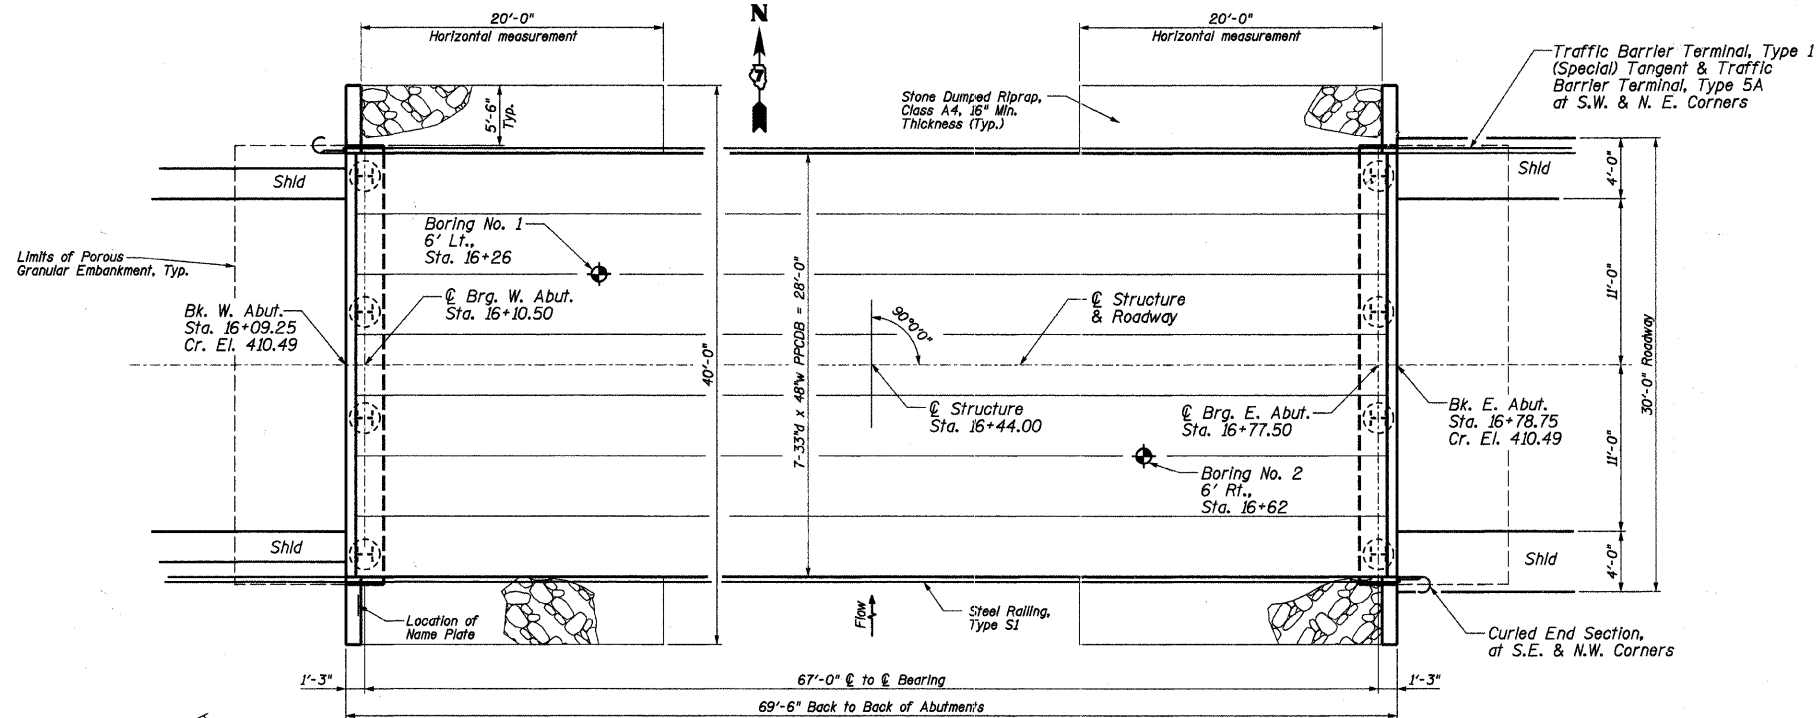 20'-0"
Horizontal measurement
N
20'-0"
Horizontal measurement
Traffic Barrier Terminal, Type 1
(Special) Tangent & Traffic
Barrier Terminal, Type 5A
at S.W. & N. E. Corners
5'-6"
Typ.
Stone Dumped Riprap,
Class A4, 16" Min.
Thickness (Typ.)
Shld
Shld
4'-0"
Boring No. 1
6' Lt.,
Sta. 16+26
Limits of Porous
Granular Embankment, Typ.
Bk. W. Abut.
Sta. 16+09.25
Cr. El. 410.49
℄ Brg. W. Abut.
Sta. 16+10.50
40'-0"
7-33"d x 48"w PPCDB = 28'-0"
90°0'0"
℄ Structure
& Roadway
11'-0"
30'-0" Roadway
℄ Structure
Sta. 16+44.00
℄ Brg. E. Abut.
Sta. 16+77.50
Bk. E. Abut.
Sta. 16+78.75
Cr. El. 410.49
11'-0"
Boring No. 2
6' Rt.,
Sta. 16+62
Shld
Shld
4'-0"
Location of
Name Plate
Flow
Steel Railing,
Type S1
Curled End Section,
at S.E. & N.W. Corners
1'-3"
67'-0" ℄ to ℄ Bearing
1'-3"
69'-6" Back to Back of Abutments